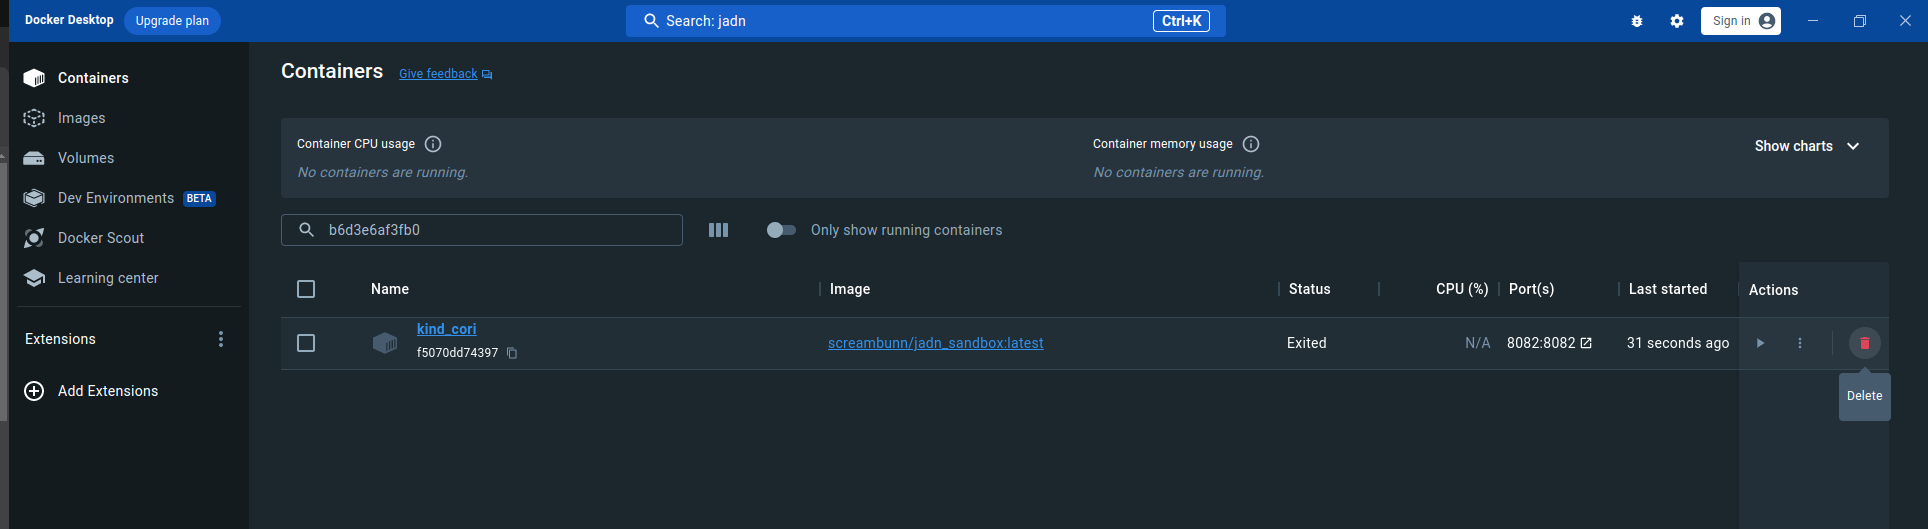 Docker Desktop Upgrade plan Search: jadn Ctrl+K Sign in
Containers
Images
Volumes
Dev Environments BETA
Docker Scout
Learning center
Extensions
Add Extensions
Containers Give feedback
Container CPU usage
No containers are running.
Container memory usage
No containers are running.
Show charts
b6d3e6af3fb0 Only show running containers
Name Image Status CPU (%) Port(s) Last started Actions
kind_cori
f5070dd74397
screambunn/jadn_sandbox:latest Exited N/A 8082:8082 31 seconds ago
Delete